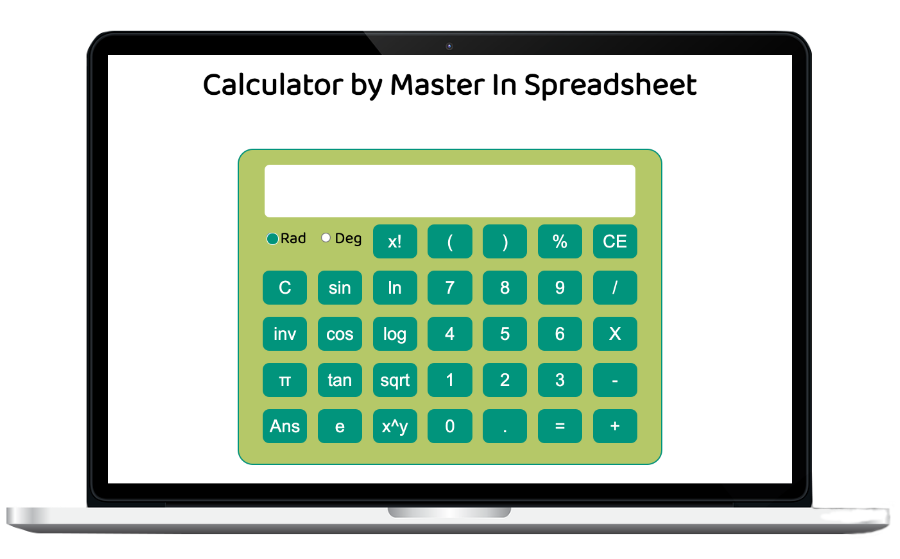 Calculator by Master In Spreadsheet
Rad Deg x! ( ) % CE
C sin ln 7 8 9 /
inv cos log 4 5 6 X
π tan sqrt 1 2 3 -
Ans e x^y 0 . = +